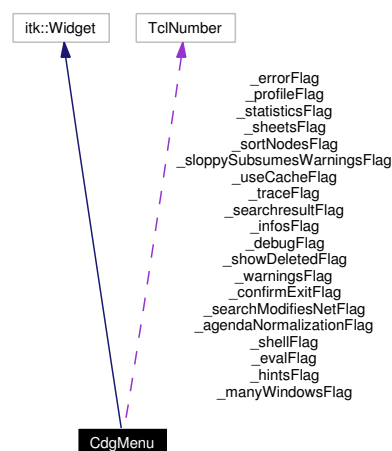 itk::Widget
TclNumber
_errorFlag
_profileFlag
_statisticsFlag
_sheetsFlag
_sortNodesFlag
_sloppySubsumesWarningsFlag
_useCacheFlag
_traceFlag
_searchresultFlag
_infosFlag
_debugFlag
_showDeletedFlag
_warningsFlag
_confirmExitFlag
_searchModifiesNetFlag
_agendaNormalizationFlag
_shellFlag
_evalFlag
_hintsFlag
_manyWindowsFlag
CdgMenu